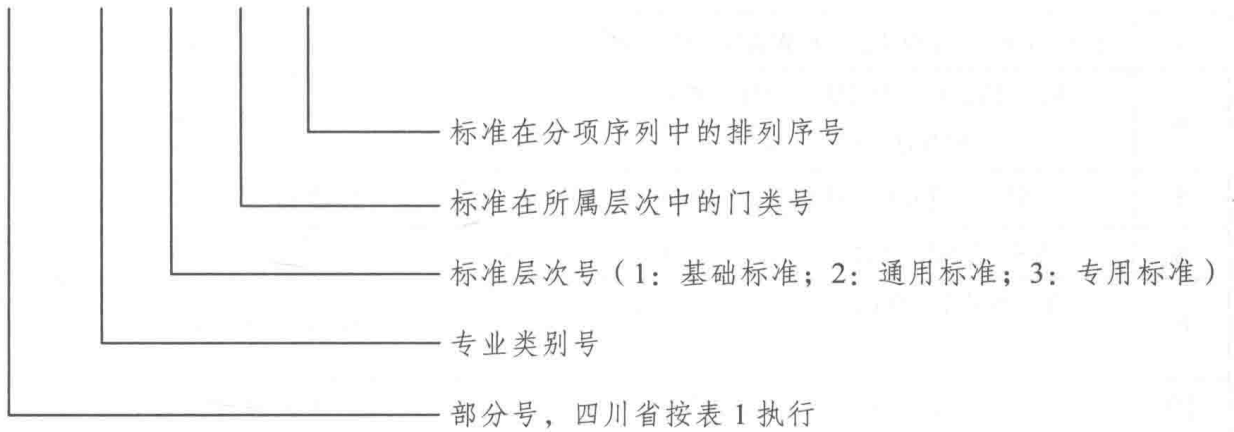 标准在分项序列中的排列序号
标准在所属层次中的门类号
标准层次号（1：基础标准；2：通用标准；3：专用标准）
专业类别号
部分号，四川省按表 1 执行